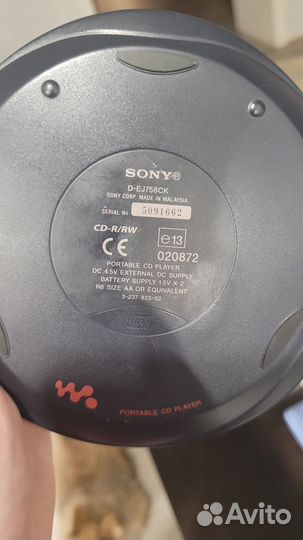 SONY®
D-EJ758CK
SONY CORP. MADE IN MALAYSIA
SERIAL No. 5091662
CD-R/RW
CE
e13
020872
PORTABLE CD PLAYER
DC 4.5V EXTERNAL DC SUPPLY
BATTERY SUPPLY 1.5V X 2
R6 SIZE AA OR EQUIVALENT
3-237-823-02
PORTABLE CD PLAYER
Avito